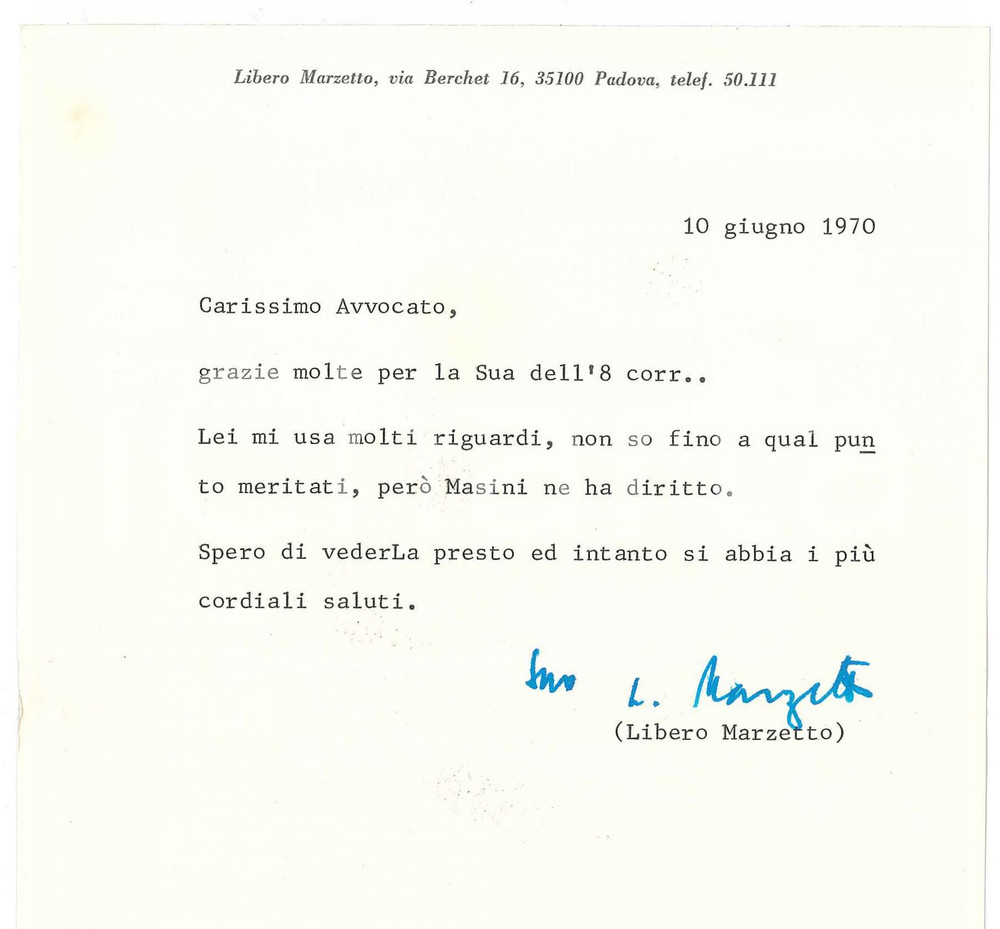 Libero Marzetto, via Berchet 16, 35100 Padova, telef. 50.111
10 giugno 1970
Carissimo Avvocato,
grazie molte per la Sua dell'8 corr..
Lei mi usa molti riguardi, non so fino a qual pun
to meritati, però Masini ne ha diritto.
Spero di vederLa presto ed intanto si abbia i più
cordiali saluti.
Suo L. Marzetto
(Libero Marzetto)